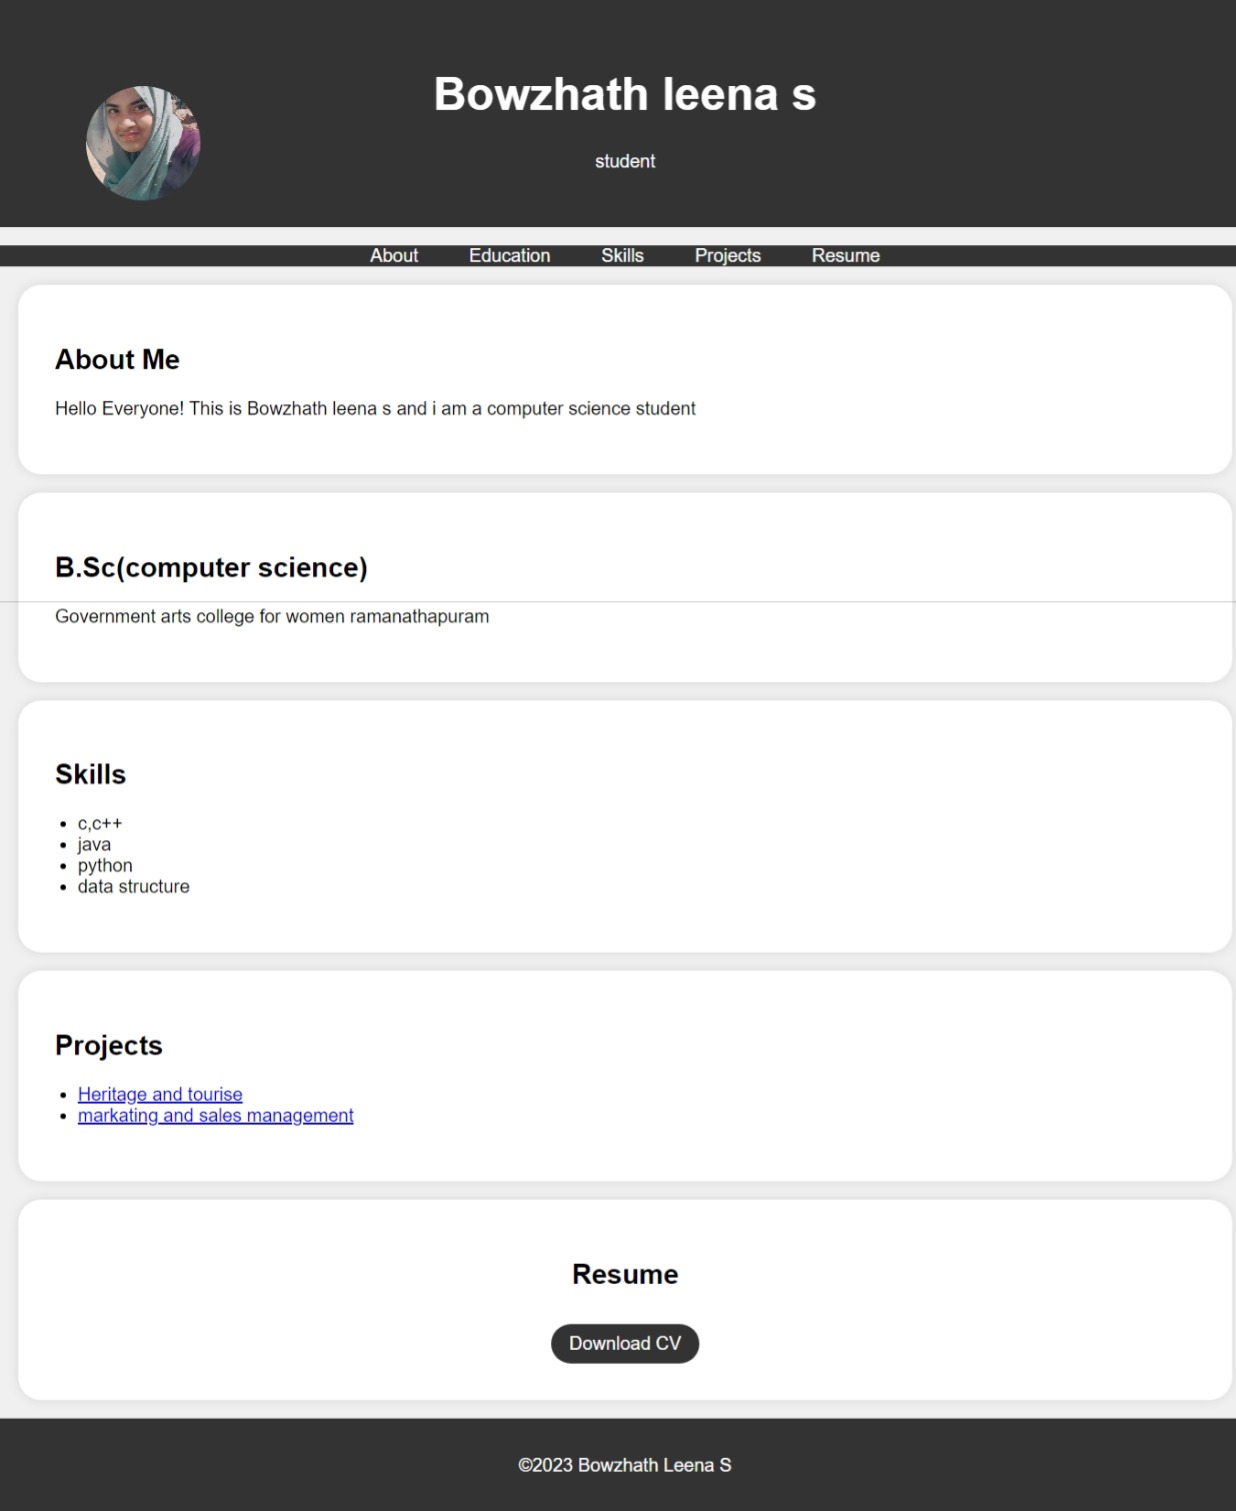 Bowzhath leena s
student
About Education Skills Projects Resume
About Me
Hello Everyone! This is Bowzhath leena s and i am a computer science student
B.Sc(computer science)
Government arts college for women ramanathapuram
Skills
c,c++
java
python
data structure
Projects
Heritage and tourise
markating and sales management
Resume
Download CV
©2023 Bowzhath Leena S